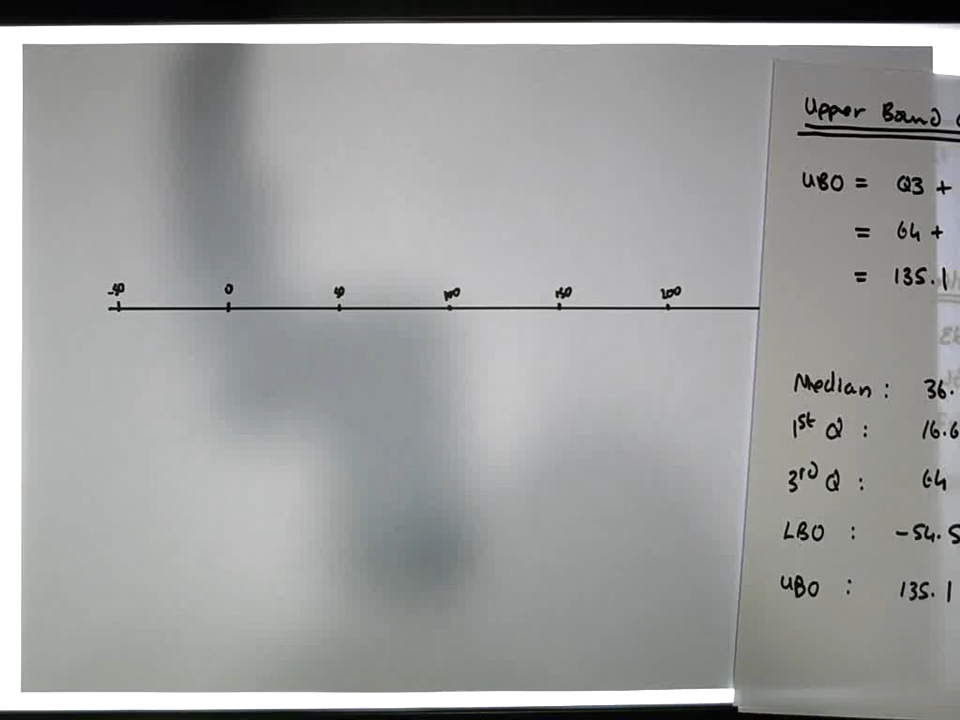 -50 0 50 100 150 200
Upper Bound
UBO = Q3 +
= 64 +
= 135.1
Median : 36.
1st Q : 16.6
3rd Q : 64
LBO : -54.5
UBO : 135.1